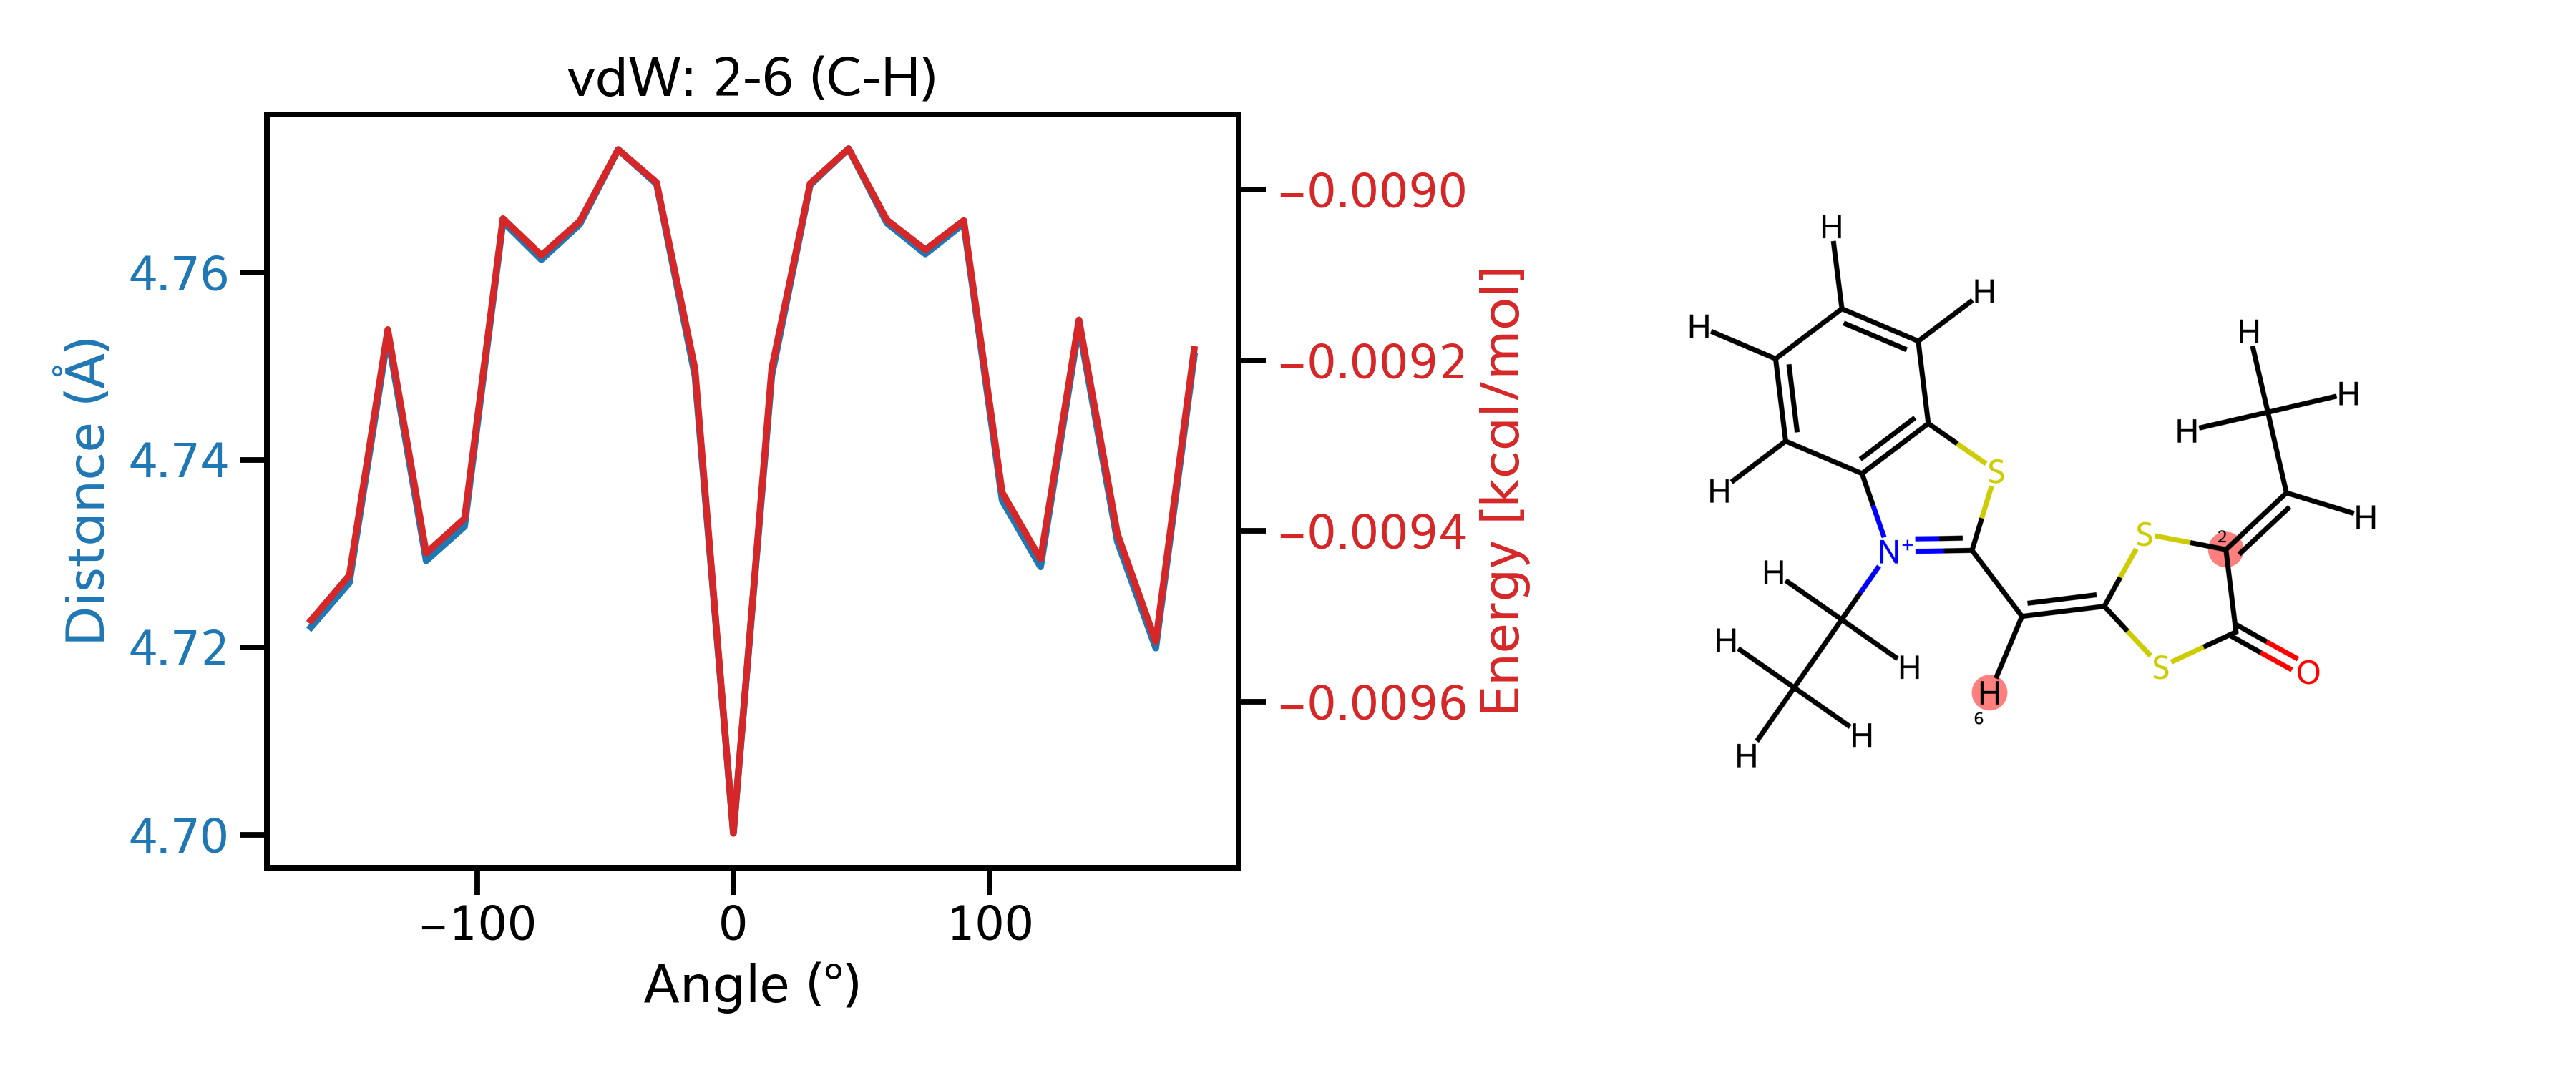 vdW: 2-6 (C-H)
Distance (Å)
4.76
4.74
4.72
4.70
−0.0090
−0.0092
−0.0094
−0.0096
Energy [kcal/mol]
−100
0
100
Angle (°)
H
H
H
H
S
N+
H
H
H
H
H
H
6
S
S
2
O
H
H
H
H